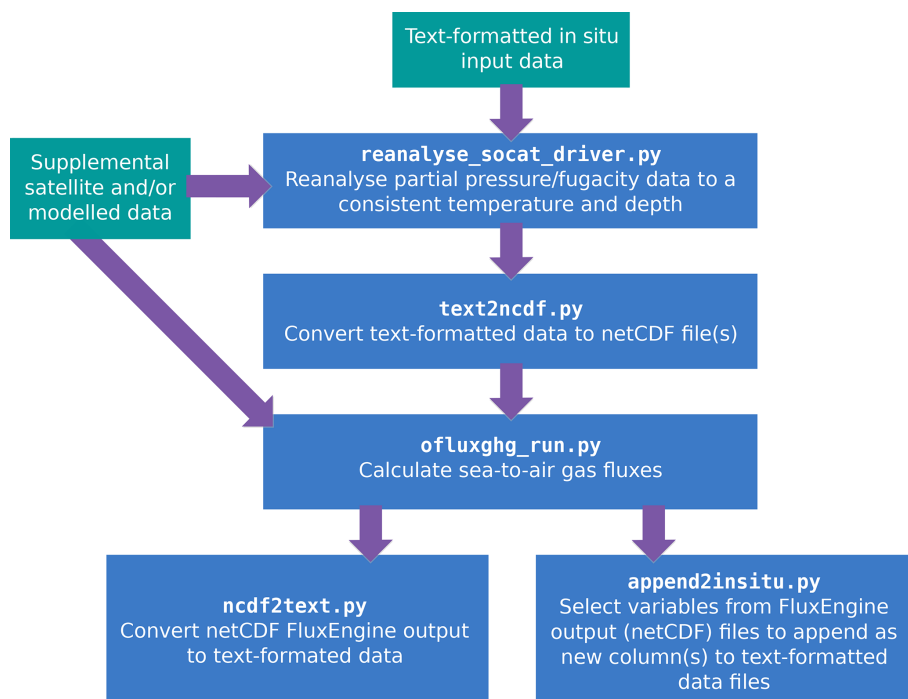 Text-formatted in situ
input data
reanalyse_socat_driver.py
Reanalyse partial pressure/fugacity data to a
consistent temperature and depth
Supplemental
satellite and/or
modelled data
text2ncdf.py
Convert text-formatted data to netCDF file(s)
ofluxghg_run.py
Calculate sea-to-air gas fluxes
ncdf2text.py
Convert netCDF FluxEngine output
to text-formated data
append2insitu.py
Select variables from FluxEngine
output (netCDF) files to append as
new column(s) to text-formatted
data files